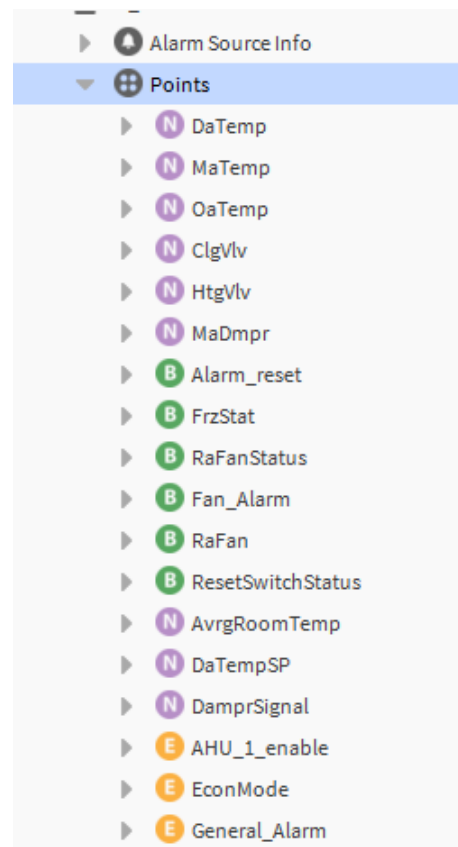 Alarm Source Info
Points
N DaTemp
N MaTemp
N OaTemp
N ClgVlv
N HtgVlv
N MaDmpr
B Alarm_reset
B FrzStat
B RaFanStatus
B Fan_Alarm
B RaFan
B ResetSwitchStatus
N AvrgRoomTemp
N DaTempSP
N DamprSignal
E AHU_1_enable
E EconMode
E General_Alarm